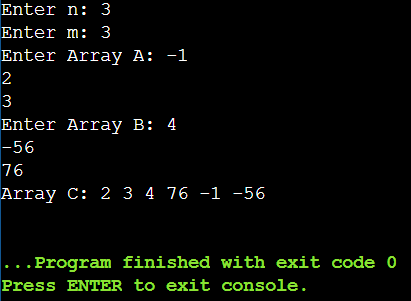 Enter n: 3
Enter m: 3
Enter Array A: -1
2
3
Enter Array B: 4
-56
76
Array C: 2 3 4 76 -1 -56
...Program finished with exit code 0
Press ENTER to exit console.